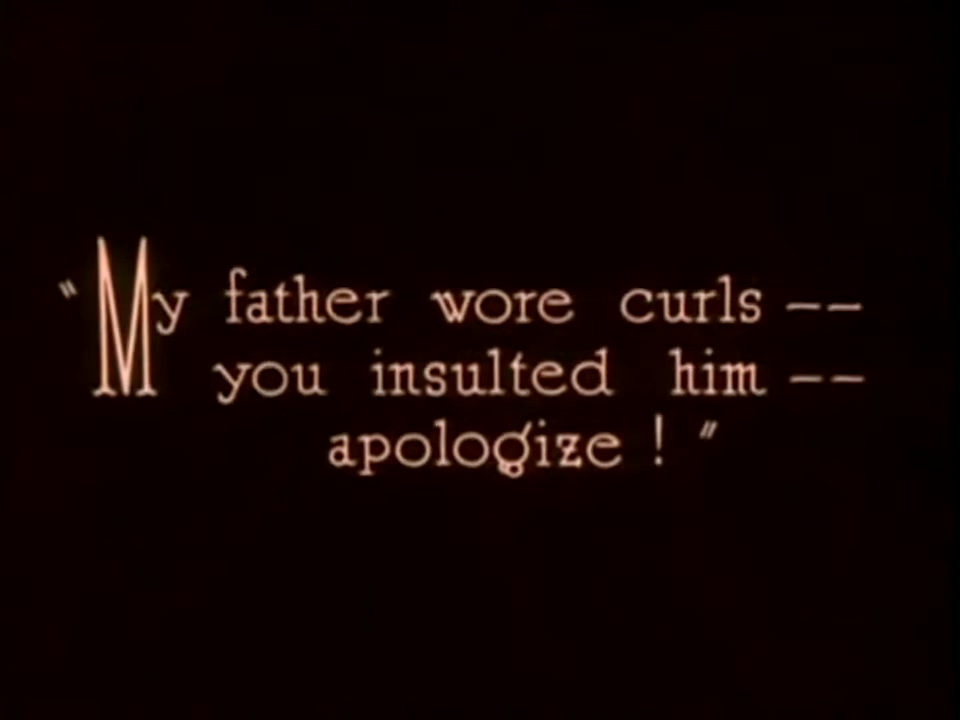 "My father wore curls --
you insulted him --
apologize ! "